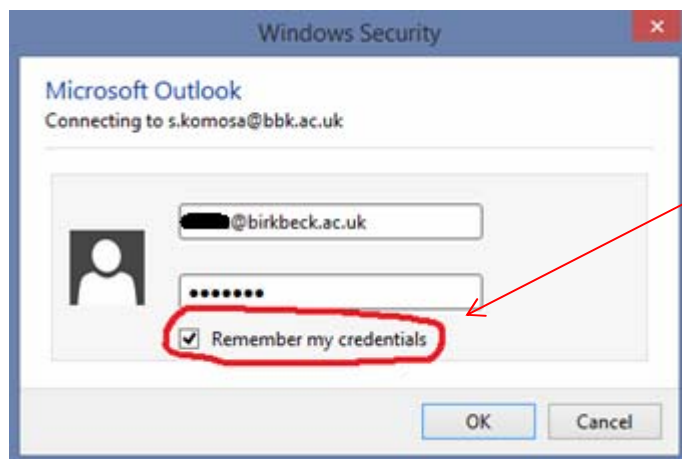 Windows Security
Microsoft Outlook
Connecting to s.komosa@bbk.ac.uk
@birkbeck.ac.uk
•••••••
Remember my credentials
OK Cancel